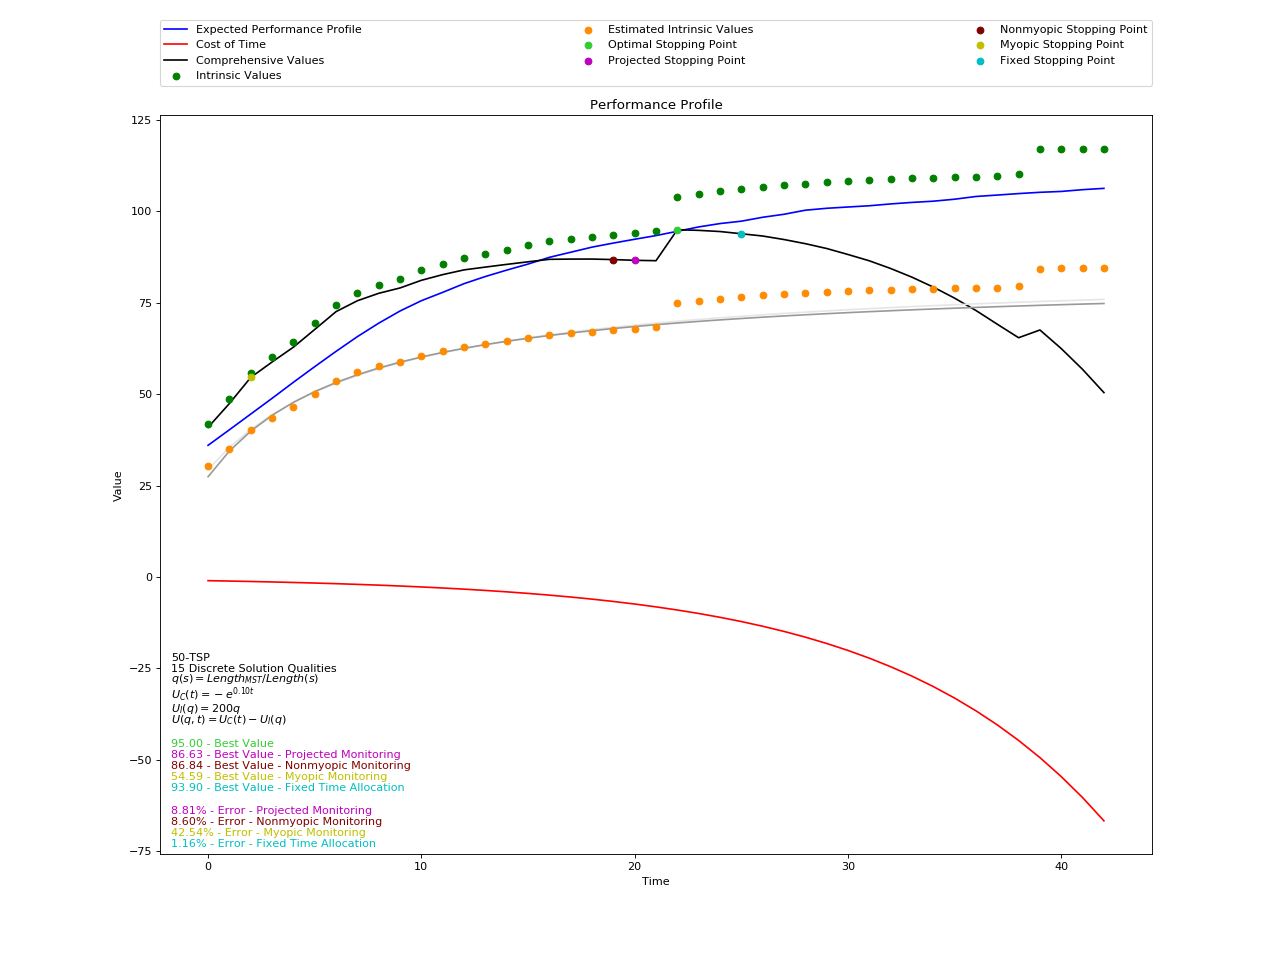 Expected Performance Profile
Cost of Time
Comprehensive Values
Intrinsic Values
Estimated Intrinsic Values
Optimal Stopping Point
Projected Stopping Point
Nonmyopic Stopping Point
Myopic Stopping Point
Fixed Stopping Point
Performance Profile
125
100
75
50
25
0
−25
−50
−75
Value
50-TSP
15 Discrete Solution Qualities
q(s) = Length_MST/Length(s)
U_C(t) = −e^{0.10t}
U_I(q) = 200q
U(q, t) = U_C(t) − U_I(q)
95.00 - Best Value
86.63 - Best Value - Projected Monitoring
86.84 - Best Value - Nonmyopic Monitoring
54.59 - Best Value - Myopic Monitoring
93.90 - Best Value - Fixed Time Allocation
8.81% - Error - Projected Monitoring
8.60% - Error - Nonmyopic Monitoring
42.54% - Error - Myopic Monitoring
1.16% - Error - Fixed Time Allocation
0 10 20 30 40
Time